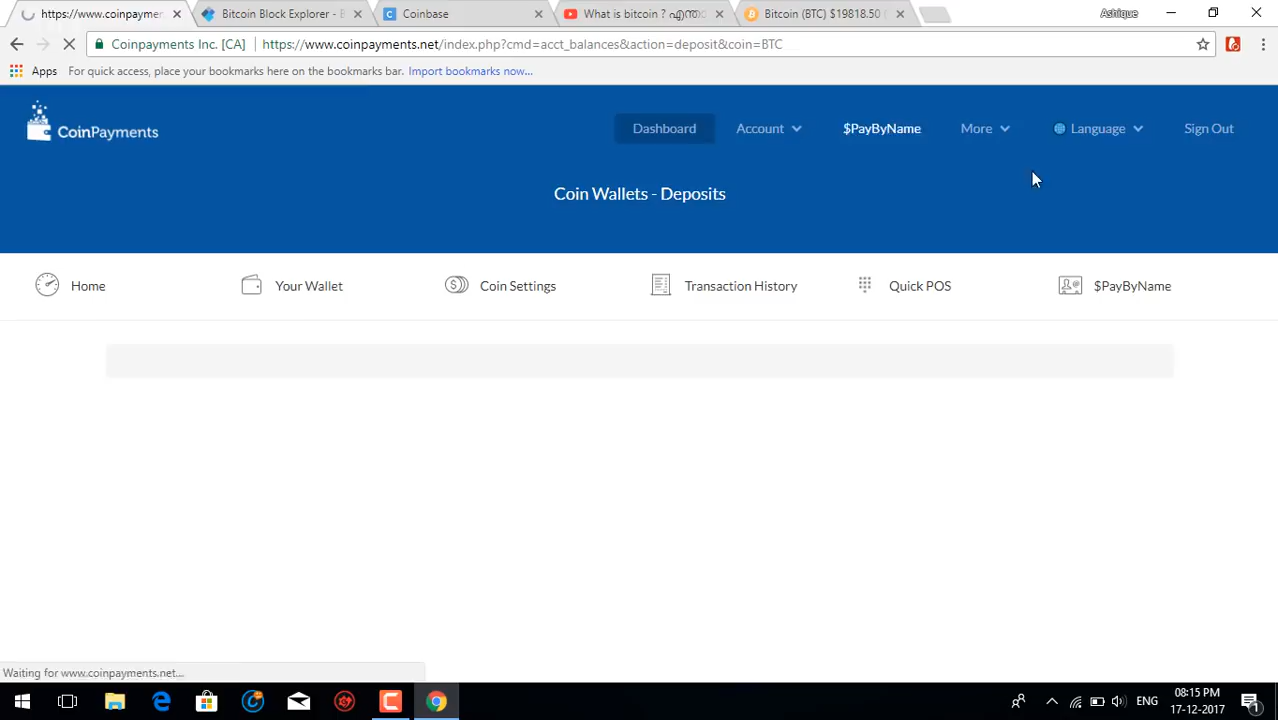 https://www.coinpaymen
Bitcoin Block Explorer - B
Coinbase
What is bitcoin ?
Bitcoin (BTC) $19818.50
Ashique
Coinpayments Inc. [CA]
https://www.coinpayments.net/index.php?cmd=acct_balances&action=deposit&coin=BTC
Apps
For quick access, place your bookmarks here on the bookmarks bar. Import bookmarks now...
CoinPayments
Dashboard
Account
$PayByName
More
Language
Sign Out
Coin Wallets - Deposits
Home
Your Wallet
Coin Settings
Transaction History
Quick POS
$PayByName
Waiting for www.coinpayments.net...
ENG
08:15 PM
17-12-2017
1